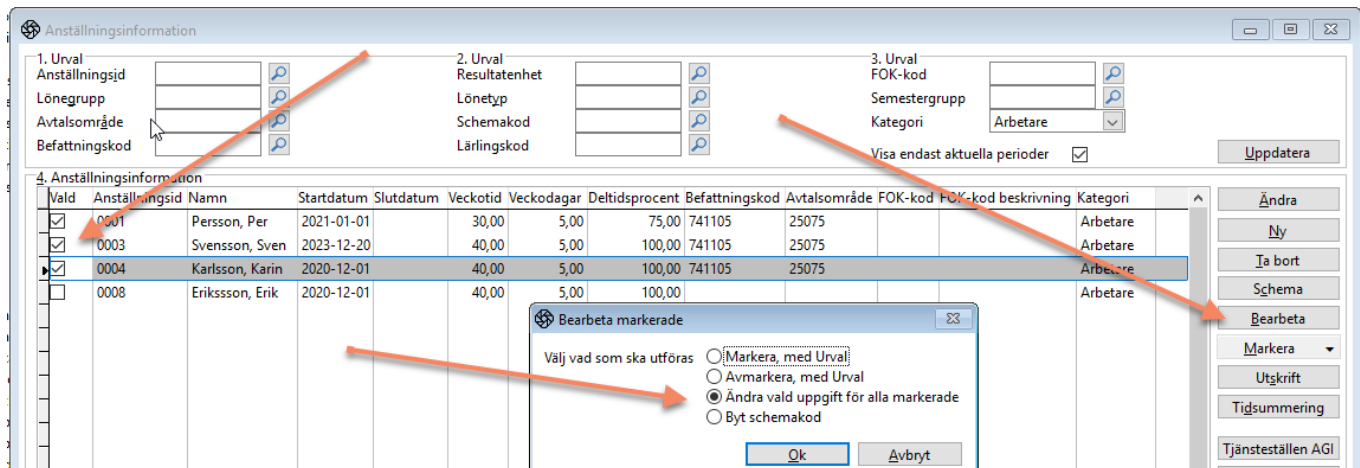 Anställningsinformation
1. Urval 2. Urval 3. Urval
Anställningsid Resultatenhet FOK-kod
Lönegrupp Lönetyp Semestergrupp
Avtalsområde Schemakod Kategori Arbetare
Befattningskod Lärlingskod
Visa endast aktuella perioder Uppdatera
4. Anställningsinformation
Vald Anställningsid Namn Startdatum Slutdatum Veckotid Veckodagar Deltidsprocent Befattningskod Avtalsområde FOK-kod FOK-kod beskrivning Kategori Ändra
0001 Persson, Per 2021-01-01 30,00 5,00 75,00 741105 25075 Arbetare Ny
0003 Svensson, Sven 2023-12-20 40,00 5,00 100,00 741105 25075 Arbetare Ta bort
0004 Karlsson, Karin 2020-12-01 40,00 5,00 100,00 741105 25075 Arbetare Schema
0008 Erikssson, Erik 2020-12-01 40,00 5,00 100,00 Arbetare
Bearbeta markerade Bearbeta
Välj vad som ska utföras Markera, med Urval Markera
Avmarkera, med Urval Utskrift
Ändra vald uppgift för alla markerade Tidsummering
Byt schemakod
Ok Avbryt Tjänsteställen AGI